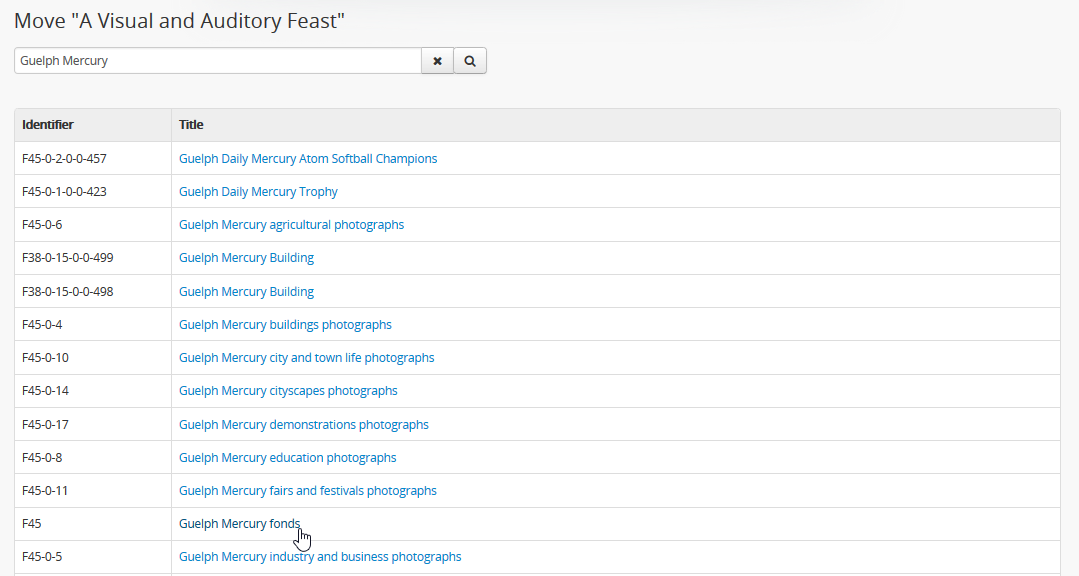 Move "A Visual and Auditory Feast"
Guelph Mercury
Identifier Title
F45-0-2-0-0-457 Guelph Daily Mercury Atom Softball Champions
F45-0-1-0-0-423 Guelph Daily Mercury Trophy
F45-0-6 Guelph Mercury agricultural photographs
F38-0-15-0-0-499 Guelph Mercury Building
F38-0-15-0-0-498 Guelph Mercury Building
F45-0-4 Guelph Mercury buildings photographs
F45-0-10 Guelph Mercury city and town life photographs
F45-0-14 Guelph Mercury cityscapes photographs
F45-0-17 Guelph Mercury demonstrations photographs
F45-0-8 Guelph Mercury education photographs
F45-0-11 Guelph Mercury fairs and festivals photographs
F45 Guelph Mercury fonds
F45-0-5 Guelph Mercury industry and business photographs